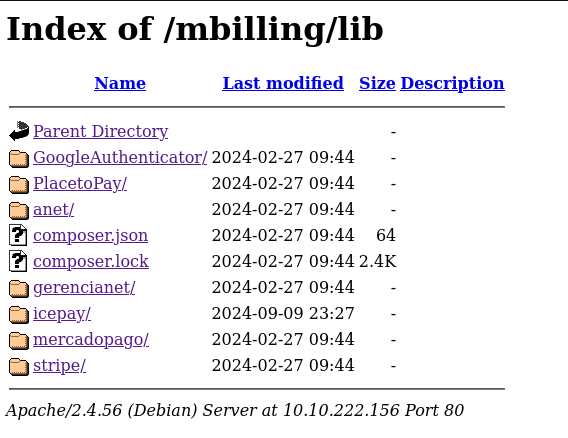 Index of /mbilling/lib
Name Last modified Size Description
Parent Directory -
GoogleAuthenticator/ 2024-02-27 09:44 -
PlacetoPay/ 2024-02-27 09:44 -
anet/ 2024-02-27 09:44 -
composer.json 2024-02-27 09:44 64
composer.lock 2024-02-27 09:44 2.4K
gerencianet/ 2024-02-27 09:44 -
icepay/ 2024-09-09 23:27 -
mercadopago/ 2024-02-27 09:44 -
stripe/ 2024-02-27 09:44 -
Apache/2.4.56 (Debian) Server at 10.10.222.156 Port 80